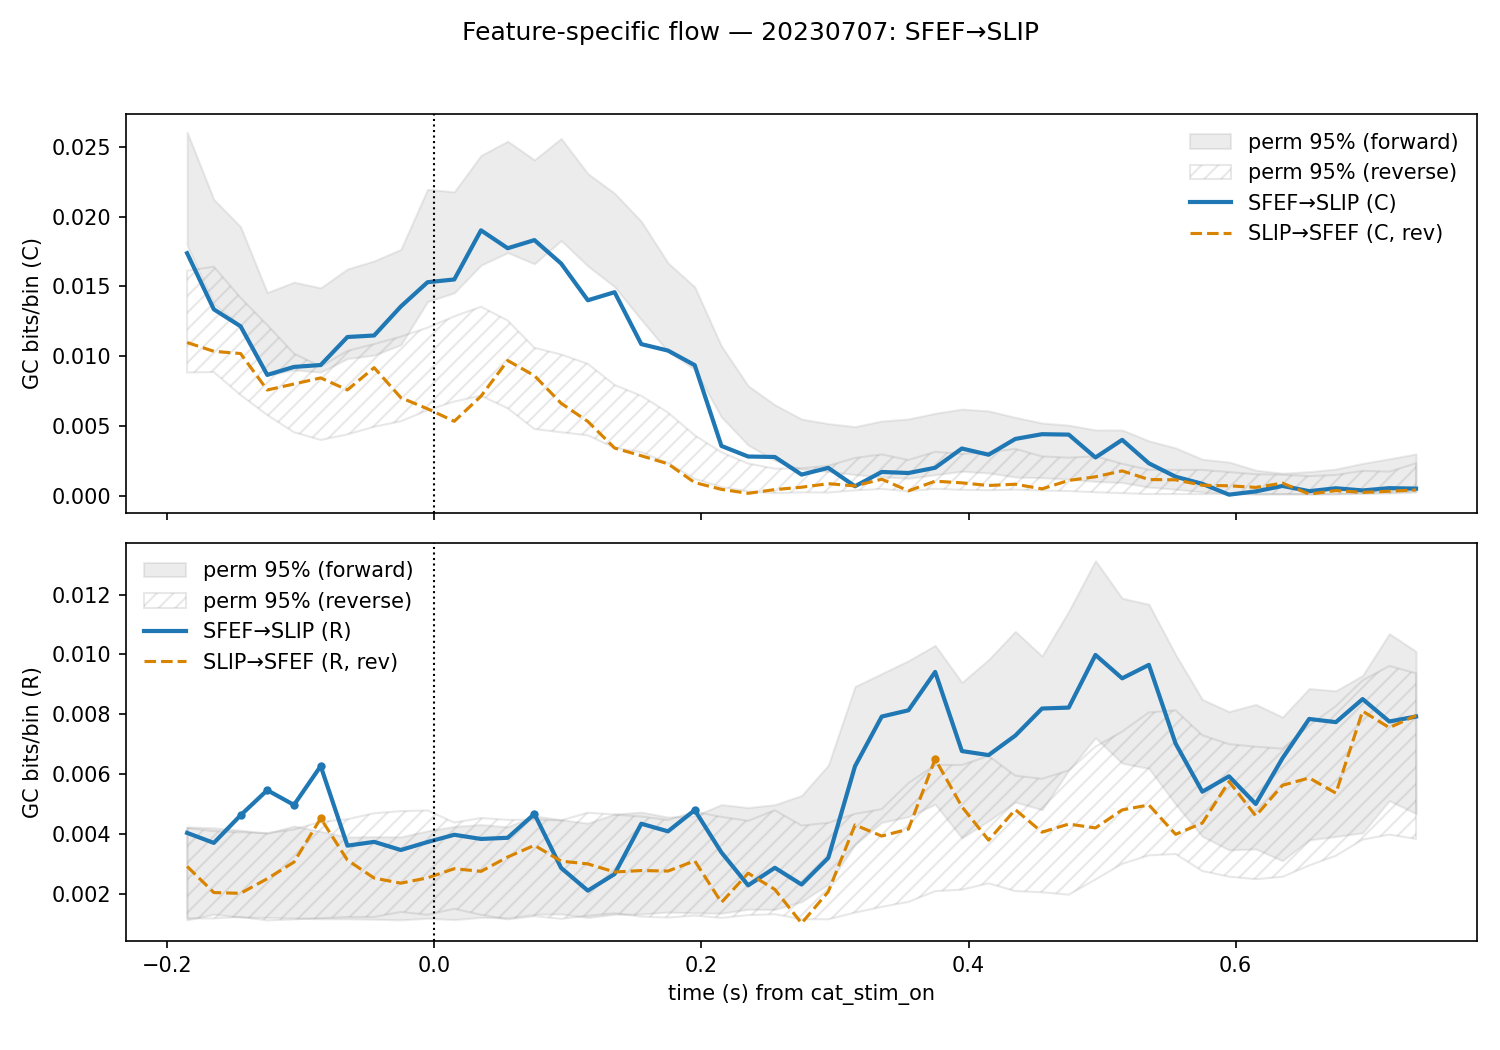 Feature-specific flow — 20230707: SFEF→SLIP
GC bits/bin (C)
0.025
0.020
0.015
0.010
0.005
0.000
perm 95% (forward)
perm 95% (reverse)
SFEF→SLIP (C)
SLIP→SFEF (C, rev)
GC bits/bin (R)
0.012
0.010
0.008
0.006
0.004
0.002
perm 95% (forward)
perm 95% (reverse)
SFEF→SLIP (R)
SLIP→SFEF (R, rev)
−0.2 0.0 0.2 0.4 0.6
time (s) from cat_stim_on